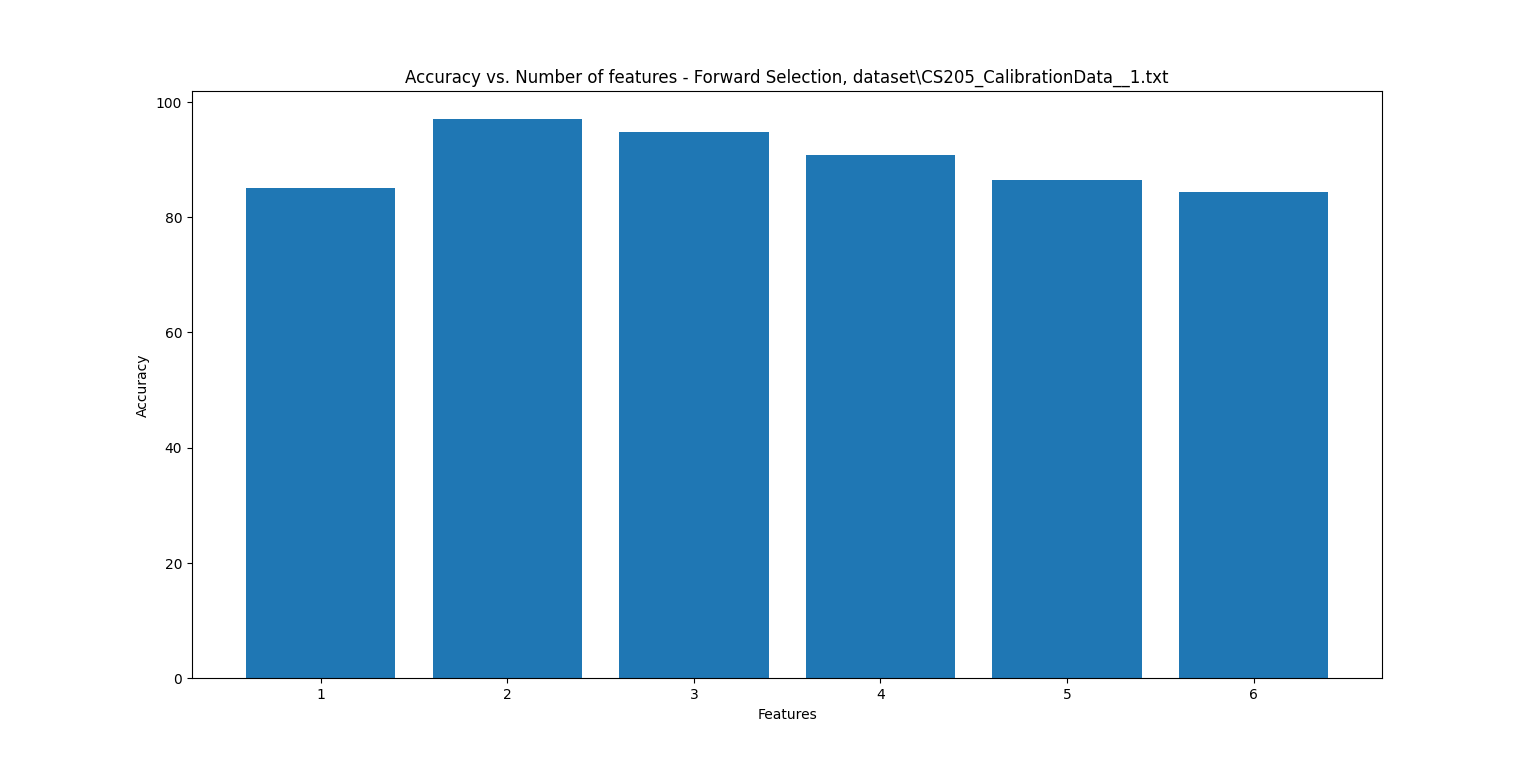 Accuracy vs. Number of features - Forward Selection, dataset\CS205_CalibrationData__1.txt
100
80
60
40
20
0
Accuracy
1 2 3 4 5 6
Features